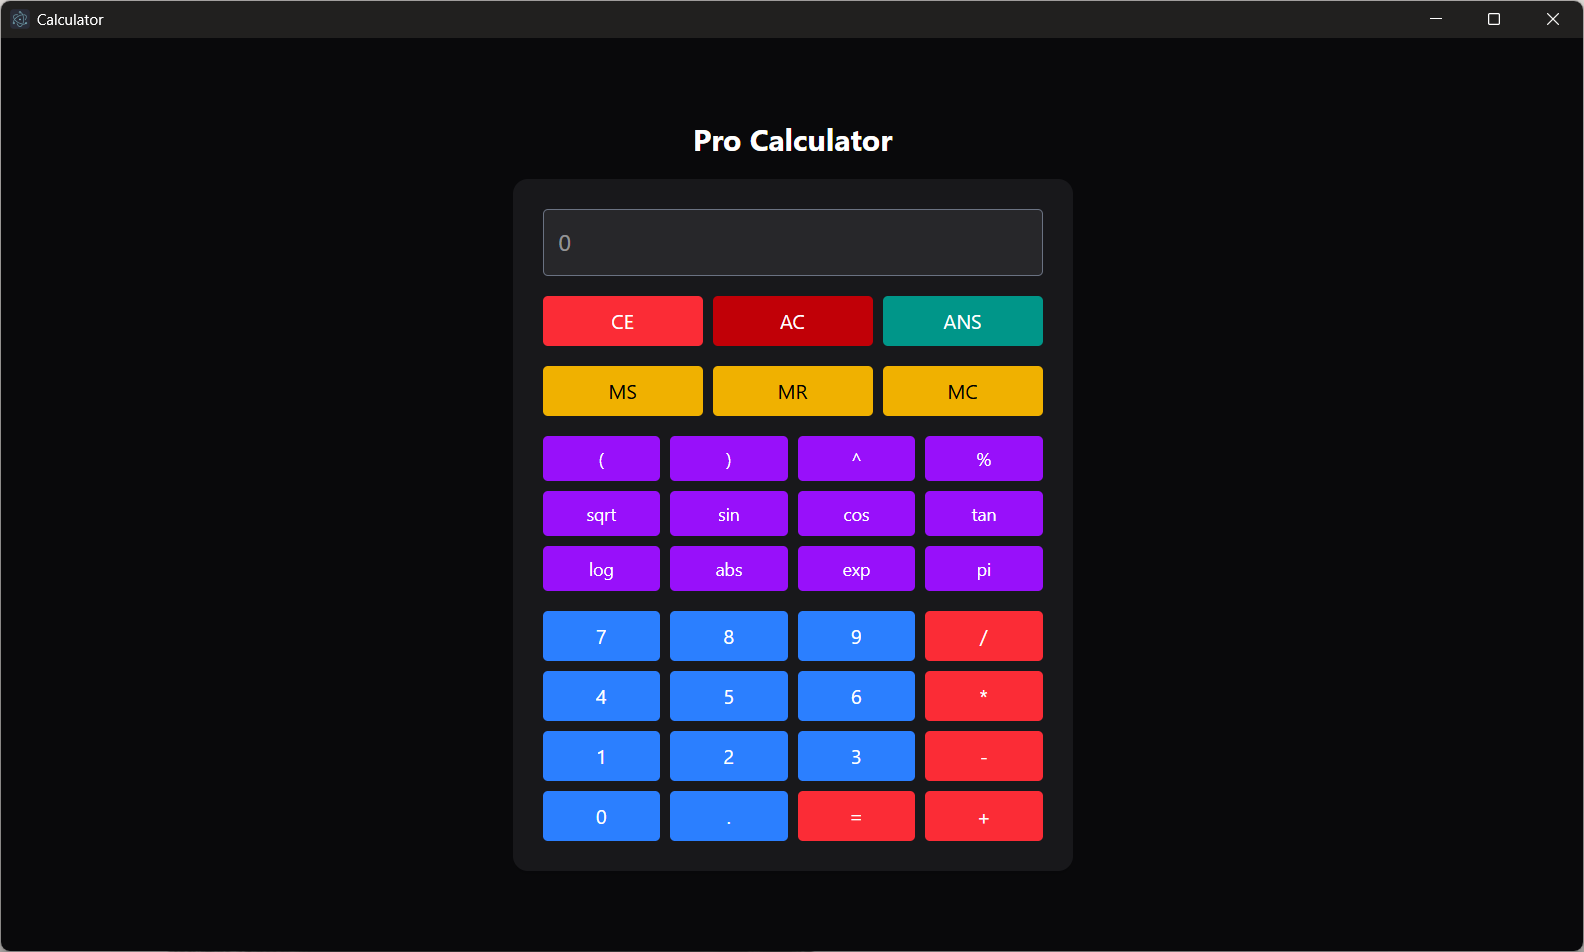 Calculator
Pro Calculator
0
CE AC ANS
MS MR MC
( ) ^ %
sqrt sin cos tan
log abs exp pi
7 8 9 /
4 5 6 *
1 2 3 -
0 . = +